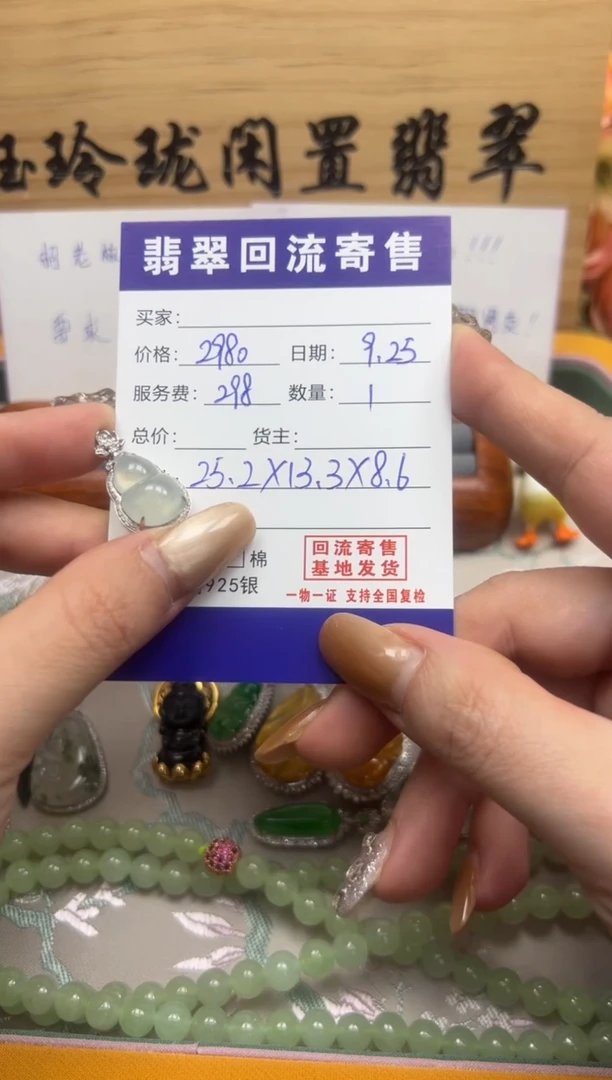 玉玲珑闲置翡翠
!!!
翡翠回流寄售
买家:
价格: 2980 日期: 9.25
服务费: 298 数量: 1
总价: 货主:
25.2X13.3X8.6
棉
925银
回流寄售
基地发货
一物一证 支持全国复检